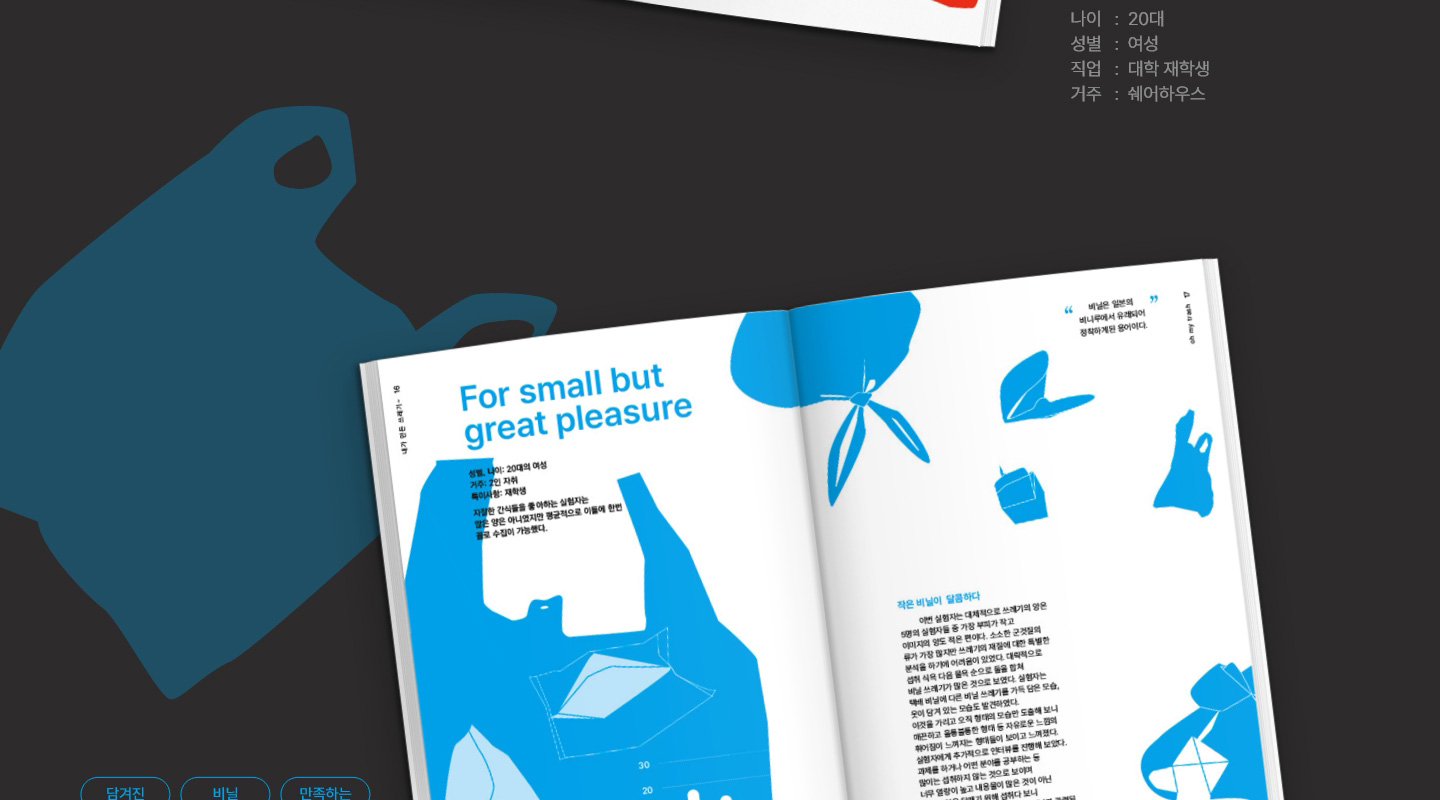 나이 : 20대
성별 : 여성
직업 : 대학 재학생
거주 : 쉐어하우스
내가 만든 쓰레기- 16
For small but
great pleasure
성별, 나이: 20대의 여성
거주: 2인 자취
특이사항: 재학생
자잘한 간식들을 좋아하는 실험자는
많은 양은 아니였지만 평균적으로 이틀에 한번
꼴로 수집이 가능했다.
30
20
“ 비닐은 일본의 ”
비니루에서 유래되어
정착하게된 용어이다.
oh my trash 17
작은 비닐이 달콤하다
이번 실험자는 대체적으로 쓰레기의 양은
5명의 실험자들 중 가장 부피가 작고
이미지의 양도 적은 편이다. 소소한 군것질의
류가 가장 많지만 쓰레기의 재질에 대한 특별한
분석을 하기에 어려움이 있었다. 대략적으로
섭취 식욕 다음 물욕 순으로 둘을 합쳐
비닐 쓰레기가 많은 것으로 보였다. 실험자는
택배 비닐에 다른 비닐 쓰레기를 가득 담은 모습,
옷이 담겨 있는 모습도 발견하였다.
이것을 가리고 오직 형태의 모습만 도출해 보니
매끈하고 울퉁불퉁한 형태 등 자유로운 느낌의
휘어짐이 느껴지는 형태들이 보이고 느껴졌다.
실험자에게 추가적으로 인터뷰를 진행해 보았다.
과제를 하거나 어떤 분야를 공부하는 등
많이는 섭취하지 않는 것으로 보이며
너무 열량이 높고 내용물이 많은 것이 아닌
담겨진
비닐
만족하는